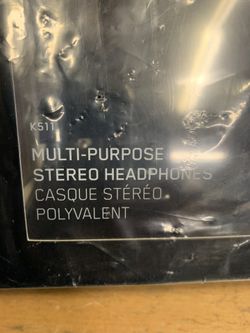 K511
MULTI-PURPOSE
STEREO HEADPHONES
CASQUE STÉRÉO
POLYVALENT